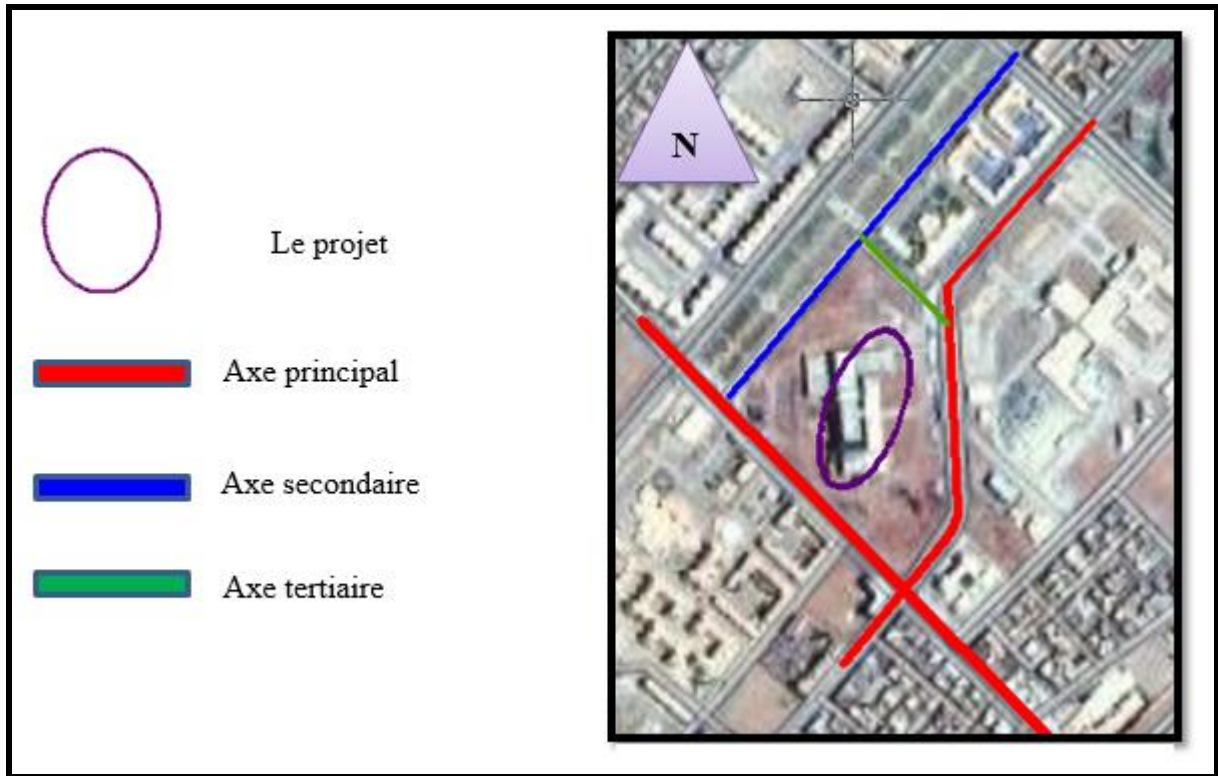 Le projet
Axe principal
Axe secondaire
Axe tertiaire
N